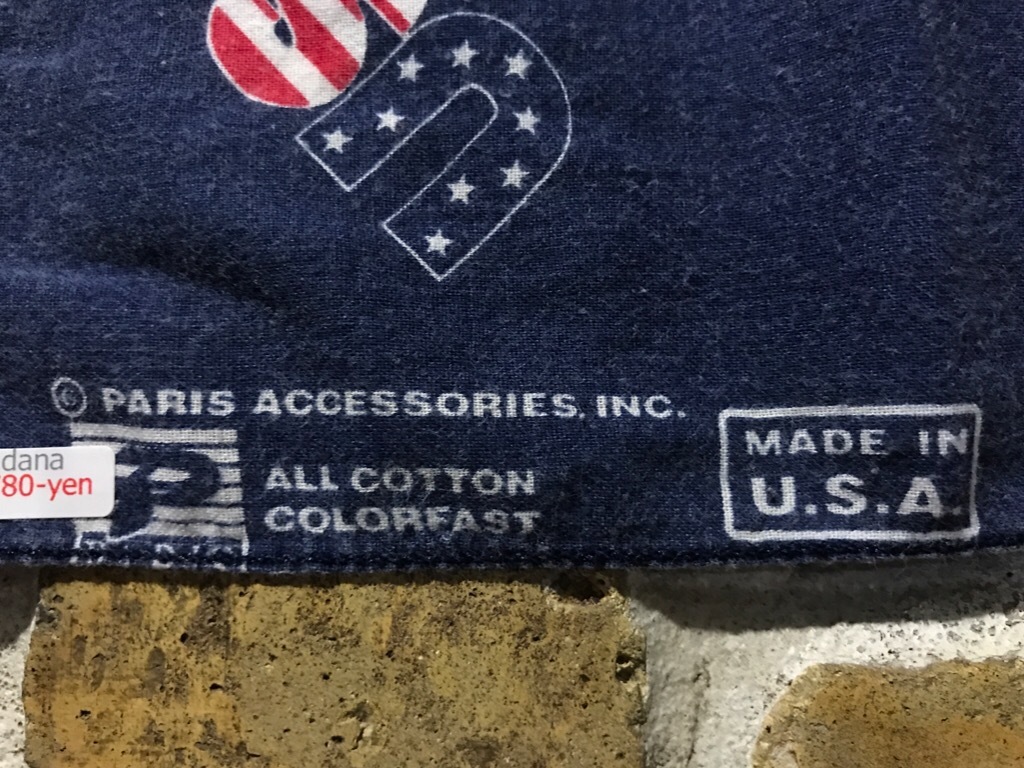 U
© PARIS ACCESSORIES, INC.
dana
80-yen
ALL COTTON
COLORFAST
MADE IN
U.S.A.